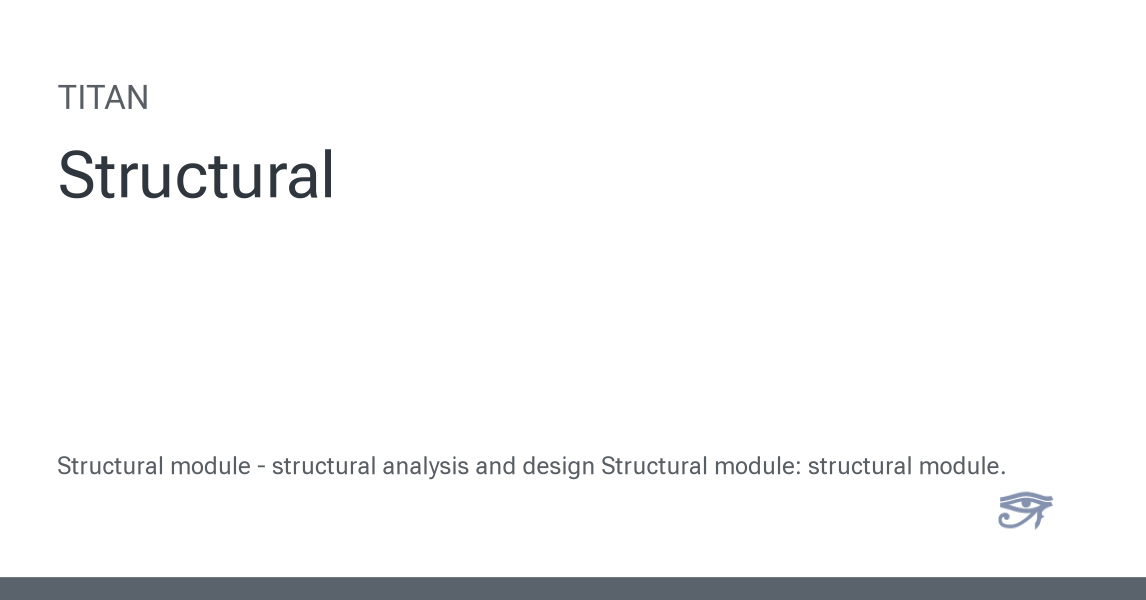 TITAN
Structural
Structural module - structural analysis and design Structural module: structural module.